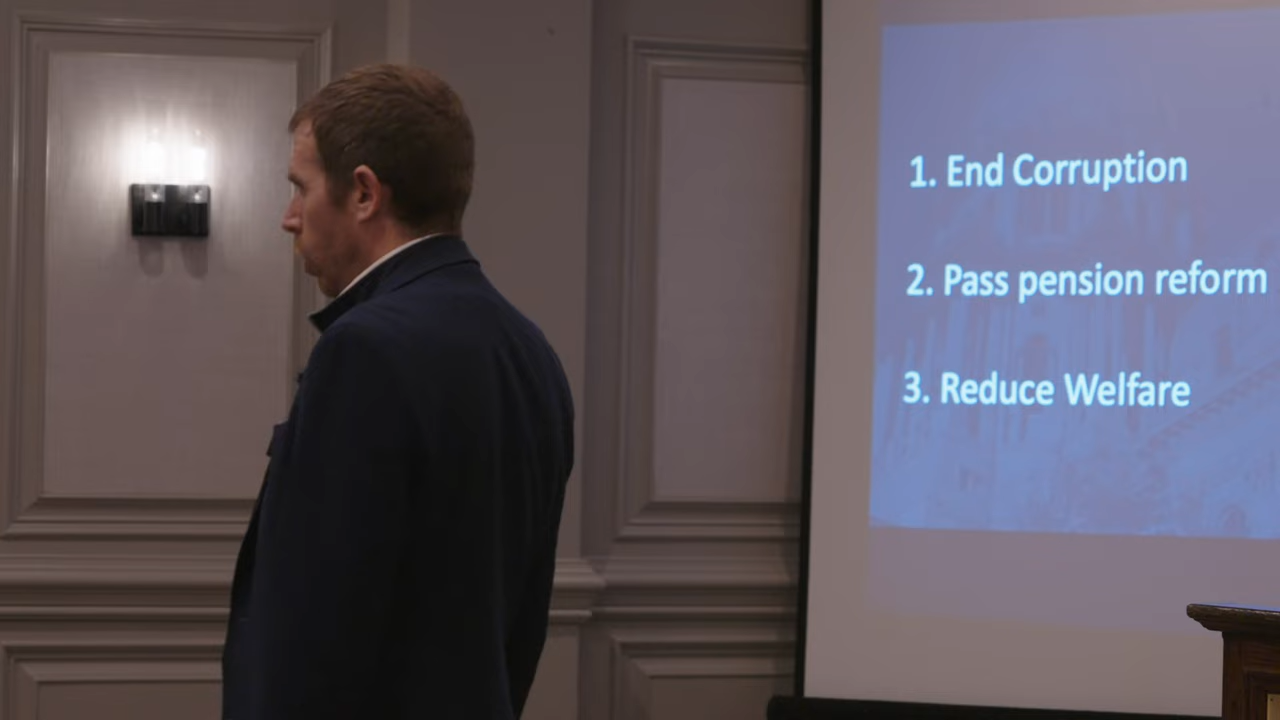 1. End Corruption
2. Pass pension reform
3. Reduce Welfare